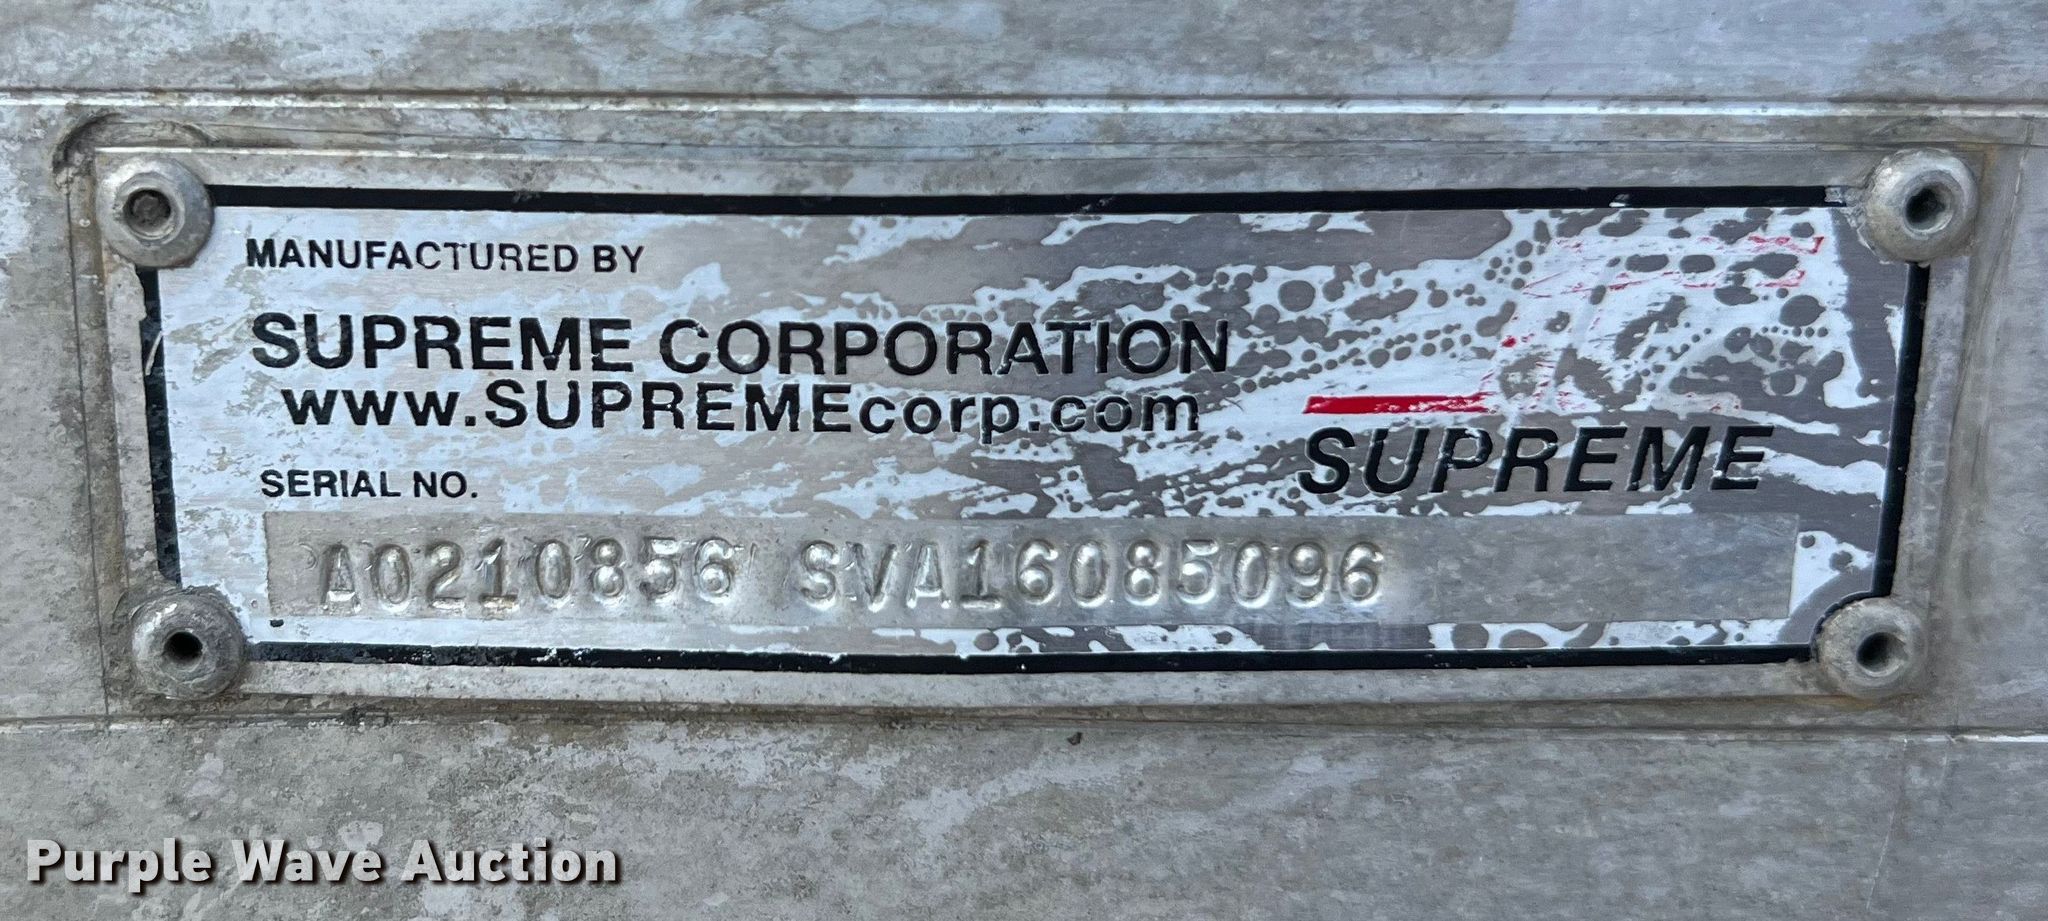 MANUFACTURED BY
SUPREME CORPORATION
www.SUPREMEcorp.com
SUPREME
SERIAL NO.
A0210856 SVA16085096
Purple Wave Auction